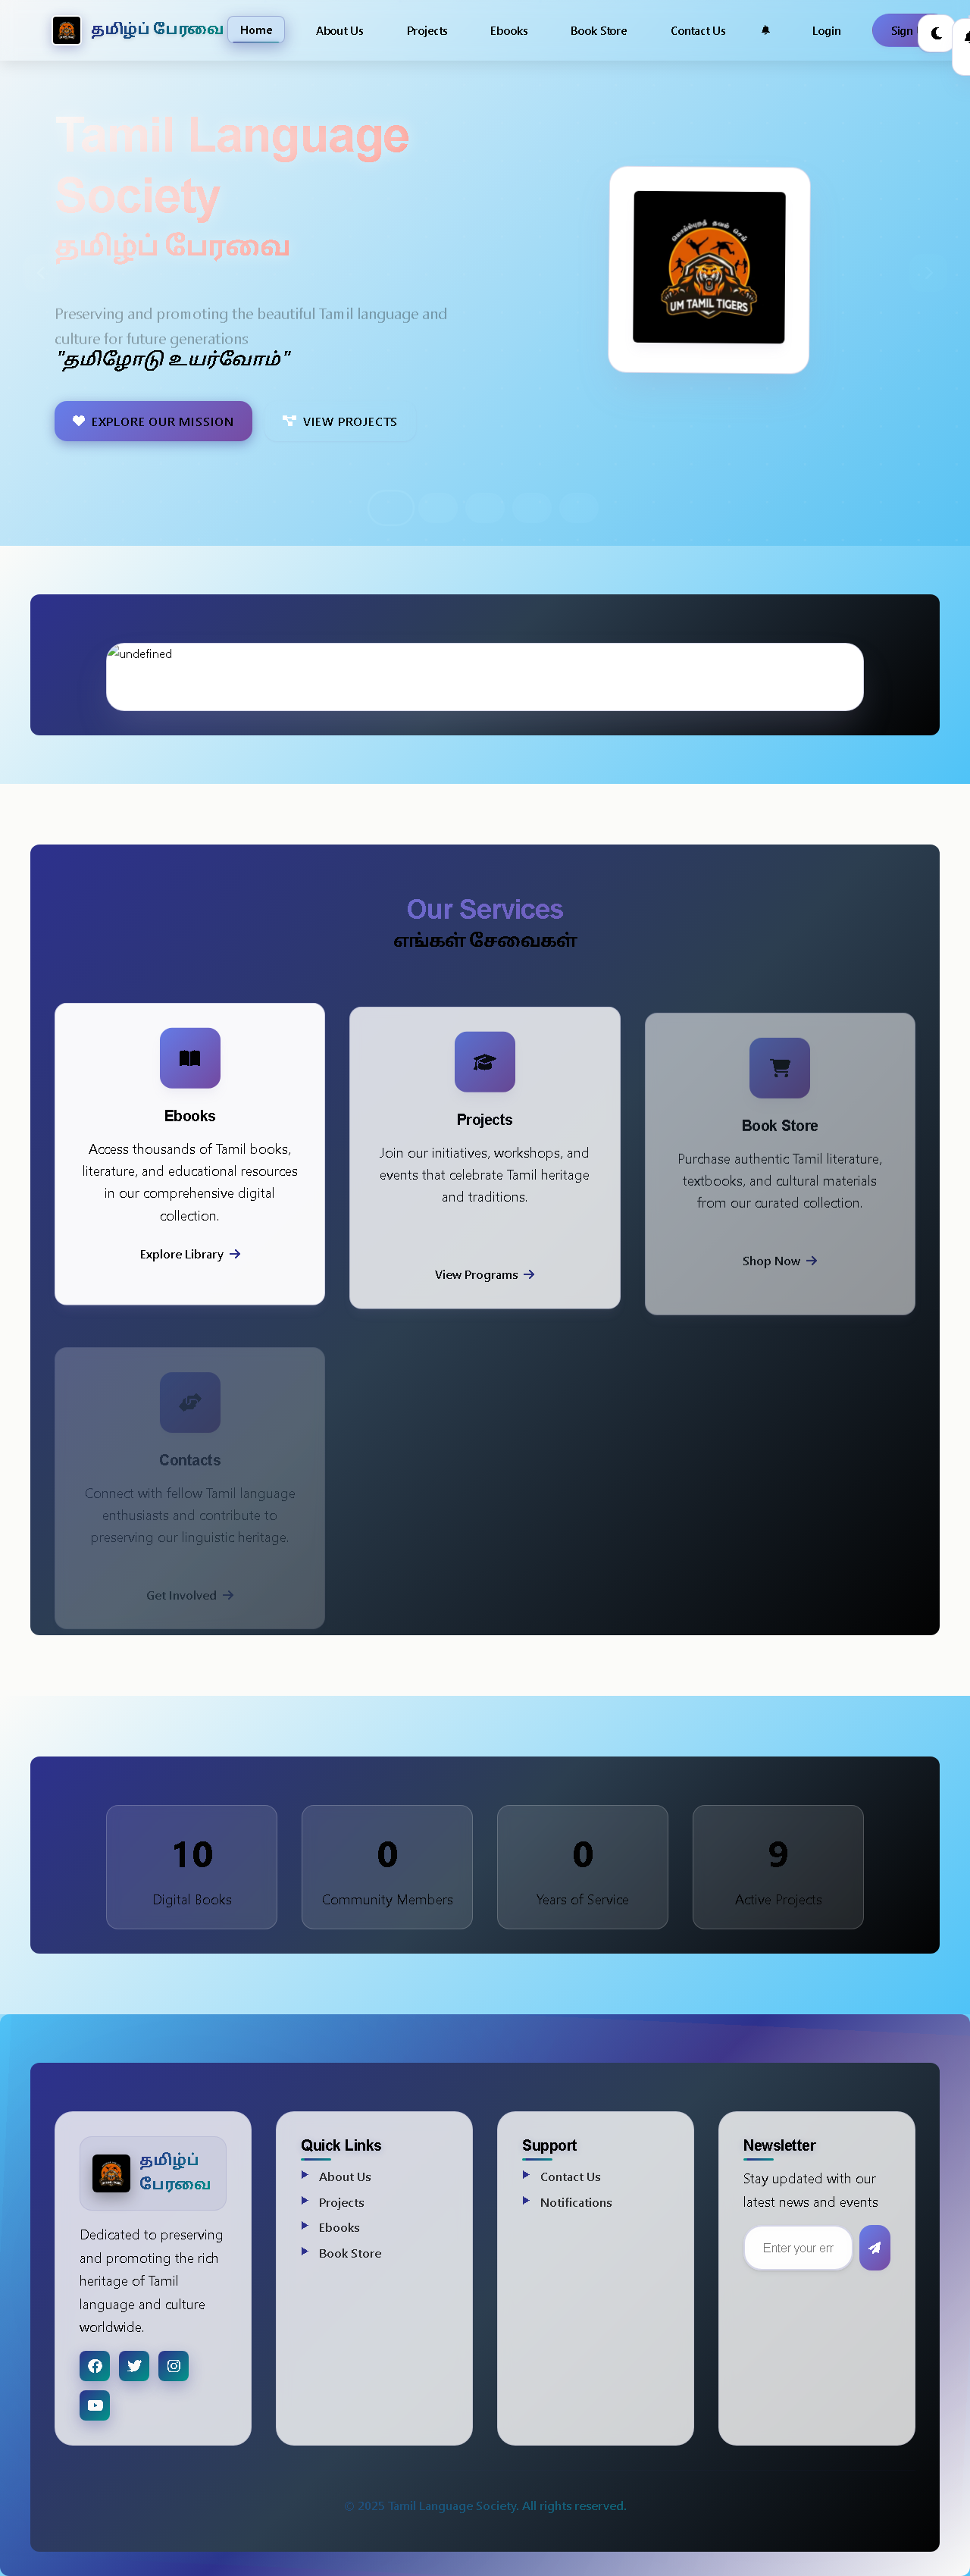 தமிழ்ப் பேரவை
Home
About Us
Projects
Ebooks
Book Store
Contact Us
Login
Sign
Tamil Language
Society
தமிழ்ப் பேரவை
Preserving and promoting the beautiful Tamil language and
culture for future generations
"தமிழோடு உயர்வோம்"
EXPLORE OUR MISSION
VIEW PROJECTS
UM TAMIL TIGERS
undefined
Our Services
எங்கள் சேவைகள்
Ebooks
Access thousands of Tamil books,
literature, and educational resources
in our comprehensive digital
collection.
Explore Library
Projects
Join our initiatives, workshops, and
events that celebrate Tamil heritage
and traditions.
View Programs
Book Store
Purchase authentic Tamil literature,
textbooks, and cultural materials
from our curated collection.
Shop Now
Contacts
Connect with fellow Tamil language
enthusiasts and contribute to
preserving our linguistic heritage.
Get Involved
10
Digital Books
0
Community Members
0
Years of Service
9
Active Projects
தமிழ்ப்
பேரவை
Dedicated to preserving
and promoting the rich
heritage of Tamil
language and culture
worldwide.
Quick Links
About Us
Projects
Ebooks
Book Store
Support
Contact Us
Notifications
Newsletter
Stay updated with our
latest news and events
Enter your em
© 2025 Tamil Language Society. All rights reserved.